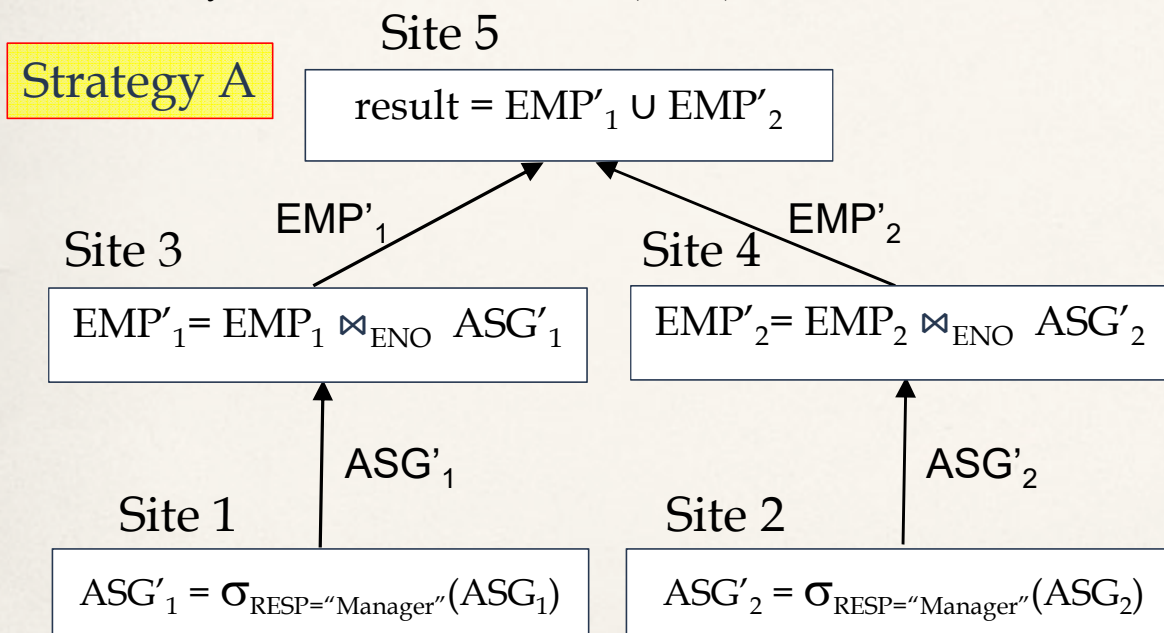 Site 5
Strategy A
result = EMP'₁ ∪ EMP'₂
EMP'₁
EMP'₂
Site 3
Site 4
EMP'₁= EMP₁ ⋈ENO ASG'₁
EMP'₂= EMP₂ ⋈ENO ASG'₂
ASG'₁
ASG'₂
Site 1
Site 2
ASG'₁ = σRESP="Manager"(ASG₁)
ASG'₂ = σRESP="Manager"(ASG₂)